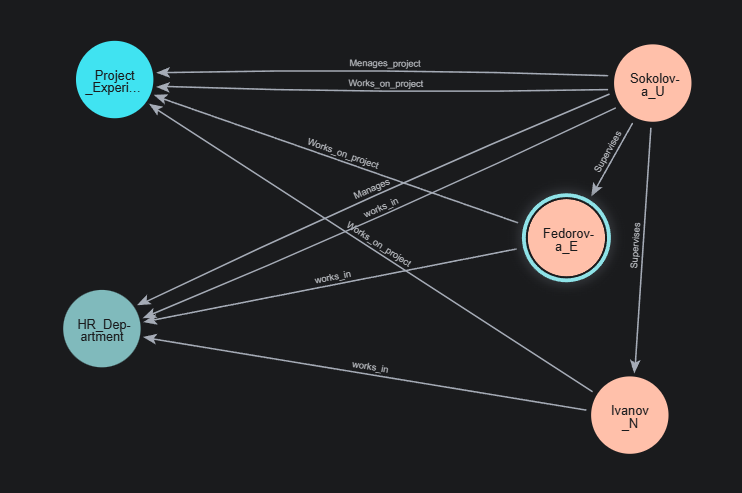 Project
_Experi...
Menages_project
Works_on_project
Sokolov-
a_U
Works_on_project
Manages
works_in
Supervises
Works_on_project
Fedorov-
a_E
Supervises
works_in
HR_Dep-
artment
works_in
Ivanov
_N